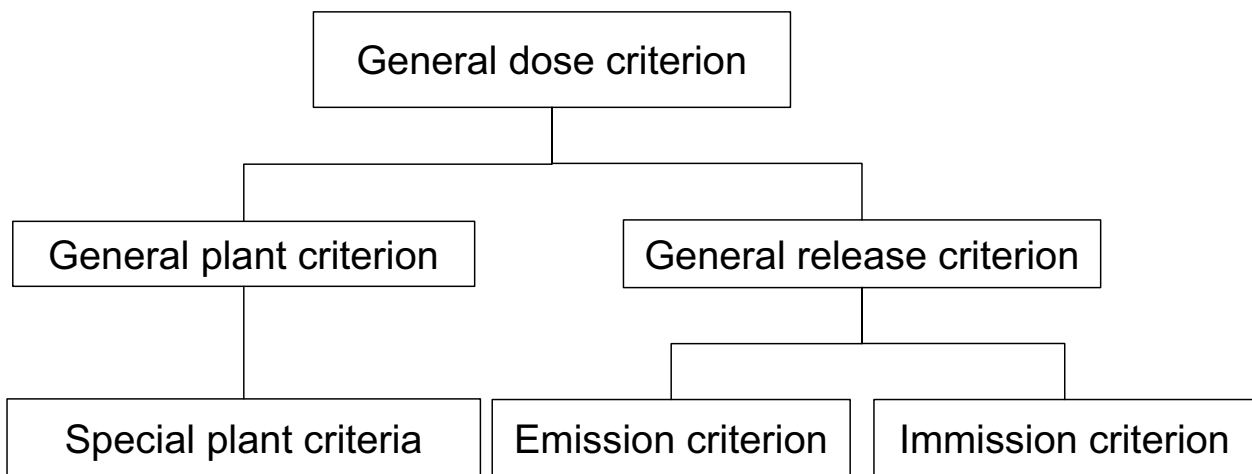 General dose criterion
General plant criterion
General release criterion
Special plant criteria
Emission criterion
Immission criterion